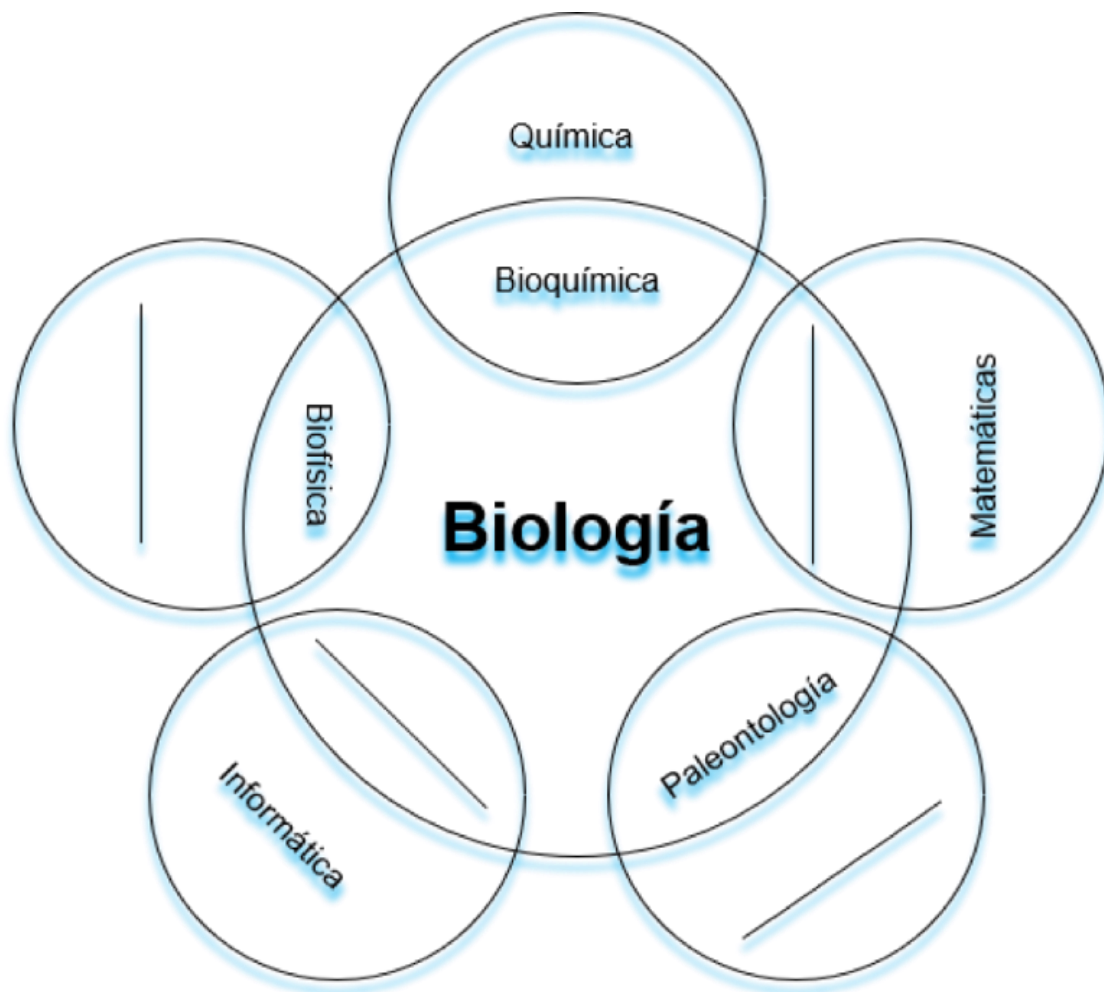 Química
Bioquímica
Biofísica
Matemáticas
Biología
Paleontología
Informática